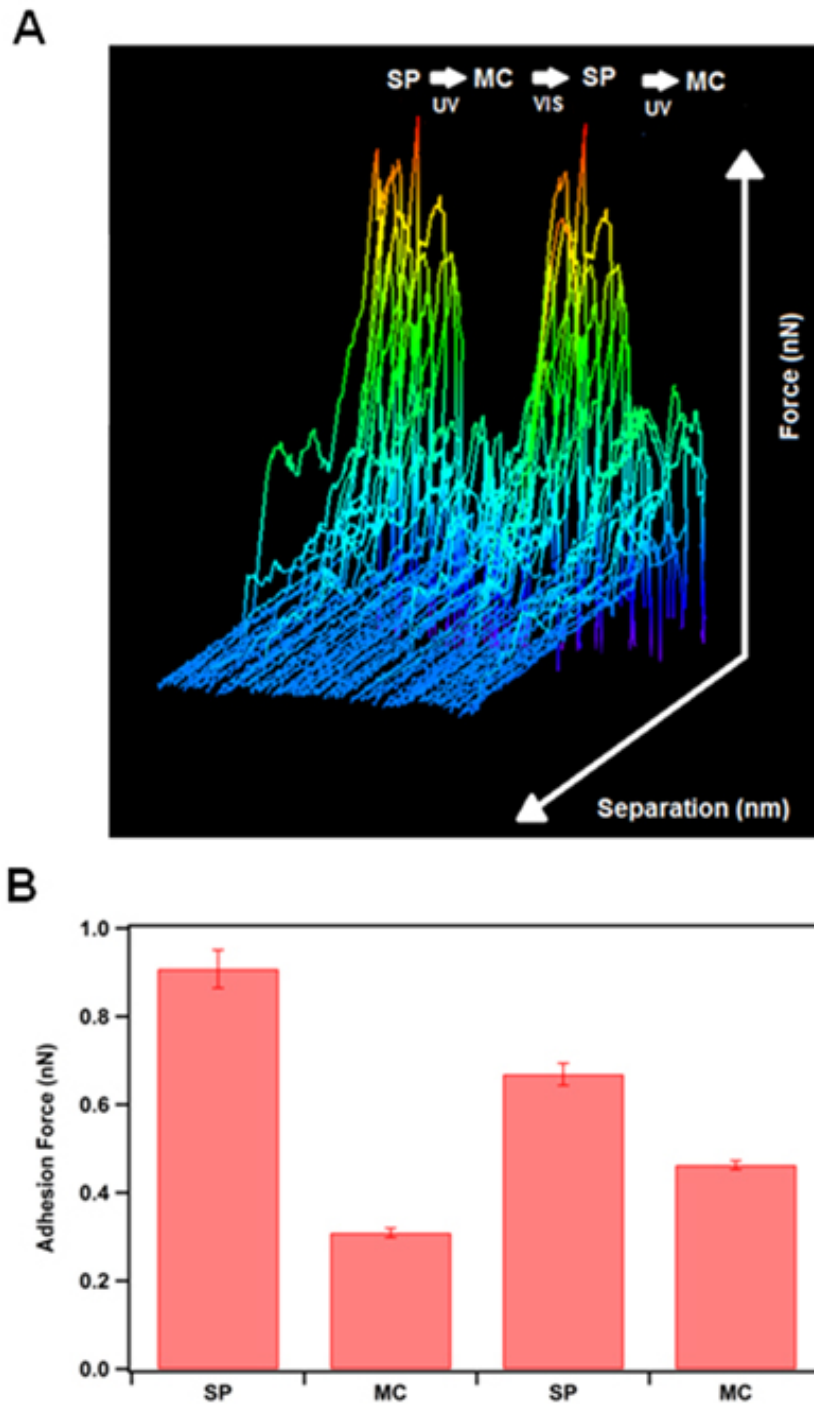 A
SP MC SP MC
UV VIS UV
Force (nN)
Separation (nm)
B
1.0
0.8
0.6
0.4
0.2
0.0
Adhesion Force (nN)
SP MC SP MC